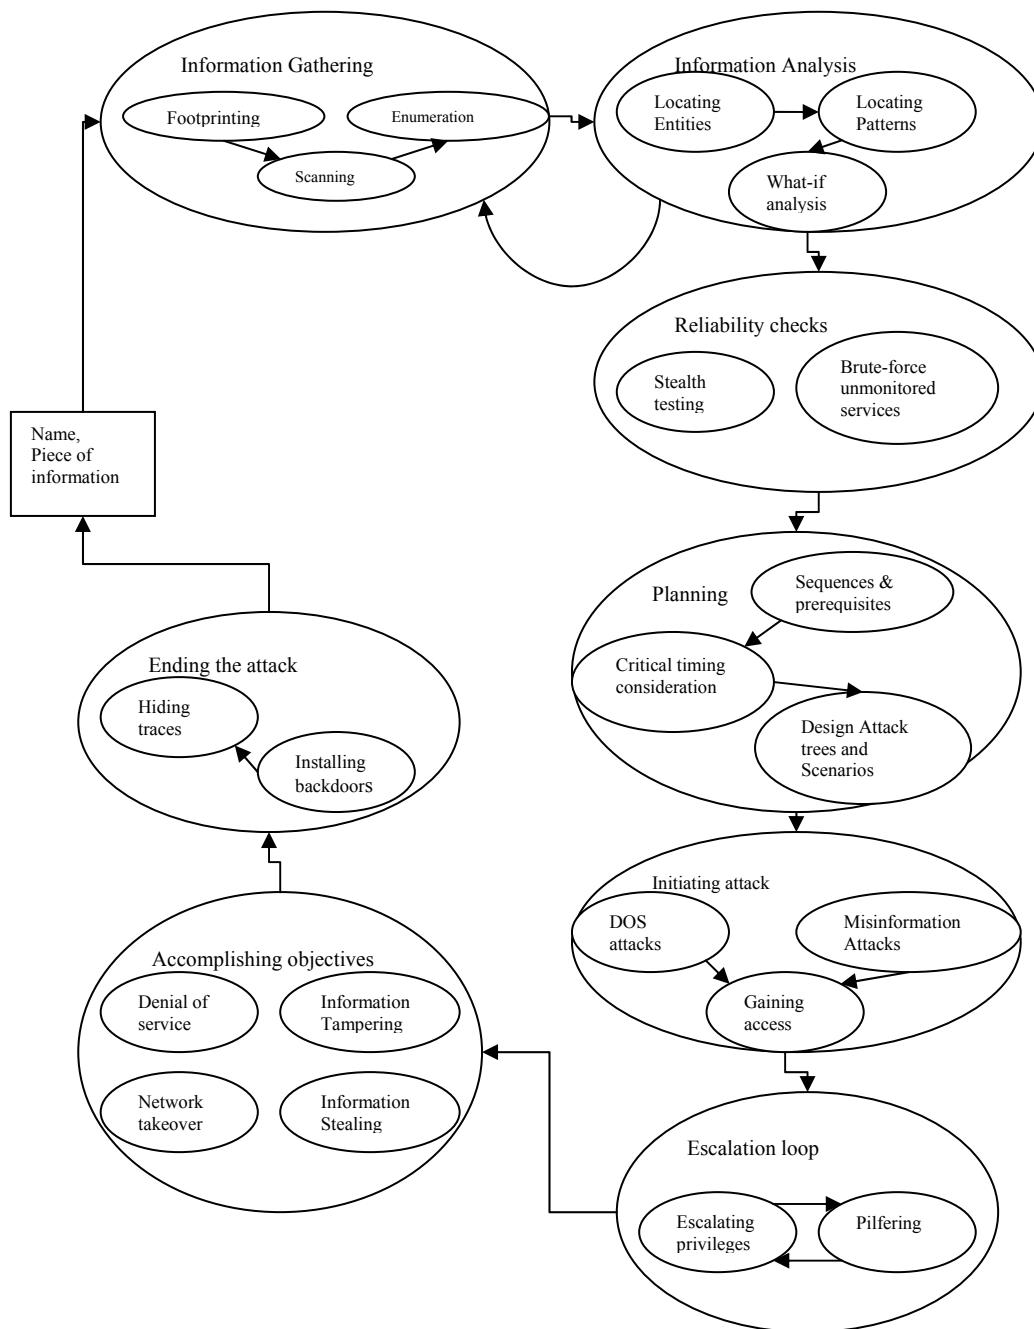 Information Gathering
Footprinting
Enumeration
Scanning
Information Analysis
Locating
Entities
Locating
Patterns
What-if
analysis
Reliability checks
Stealth
testing
Brute-force
unmonitored
services
Name,
Piece of
information
Planning
Sequences &
prerequisites
Critical timing
consideration
Design Attack
trees and
Scenarios
Ending the attack
Hiding
traces
Installing
backdoors
Initiating attack
DOS
attacks
Misinformation
Attacks
Gaining
access
Accomplishing objectives
Denial of
service
Information
Tampering
Network
takeover
Information
Stealing
Escalation loop
Escalating
privileges
Pilfering